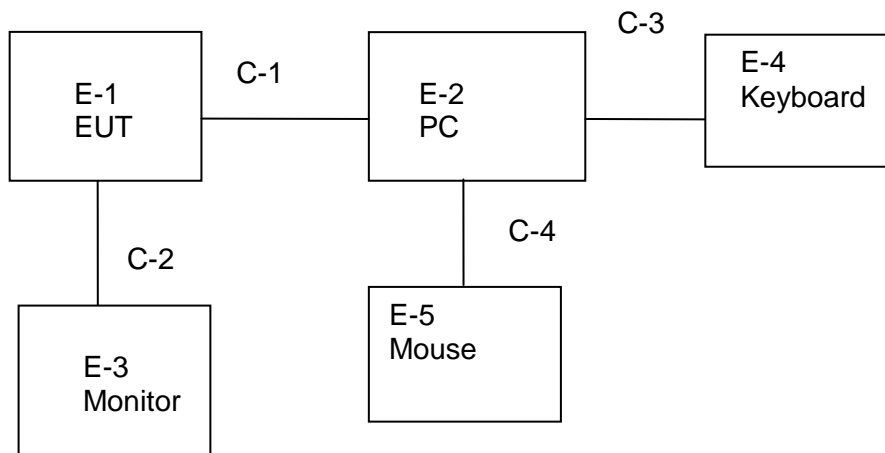 C-3
C-1
E-1
EUT
E-2
PC
E-4
Keyboard
C-2
C-4
E-3
Monitor
E-5
Mouse